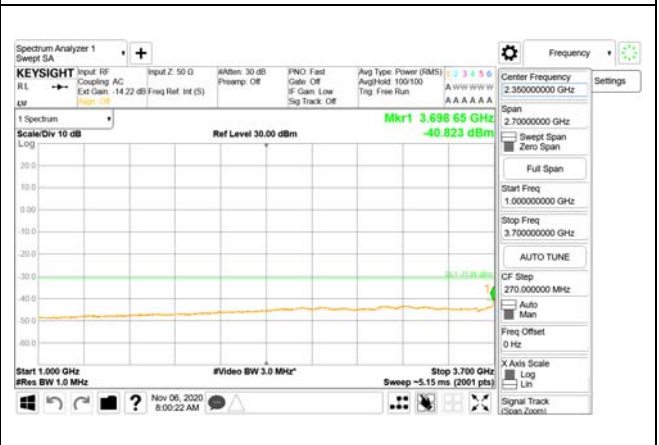 Spectrum Analyzer 1
Swept SA
Frequency
KEYSIGHT
RL
Input: RF
Coupling: AC
Ext Gain: -14.22 dB
Align: Off
Input Z: 50 Ω
Freq Ref: Int (S)
#Atten: 30 dB
Preamp: Off
PNO: Fast
Gate: Off
IF Gain: Low
Sig Track: Off
Avg Type: Power (RMS)
Avg|Hold: 100/100
Trig: Free Run
1 2 3 4 5 6
A W W W W W
A A A A A A
Center Frequency
2.350000000 GHz
Settings
Span
2.70000000 GHz
Swept Span
Zero Span
Full Span
Start Freq
1.000000000 GHz
Stop Freq
3.700000000 GHz
AUTO TUNE
CF Step
270.000000 MHz
Auto
Man
Freq Offset
0 Hz
X Axis Scale
Log
Lin
Signal Track
(Span Zoom)
1 Spectrum
Scale/Div 10 dB
Ref Level 30.00 dBm
Mkr1 3.698 65 GHz
-40.823 dBm
Log
20.0
10.0
0.00
-10.0
-20.0
-30.0
-40.0
-50.0
-60.0
1
Start 1.000 GHz
#Res BW 1.0 MHz
#Video BW 3.0 MHz*
Stop 3.700 GHz
Sweep ~5.15 ms (2001 pts)
Nov 06, 2020
8:00:22 AM